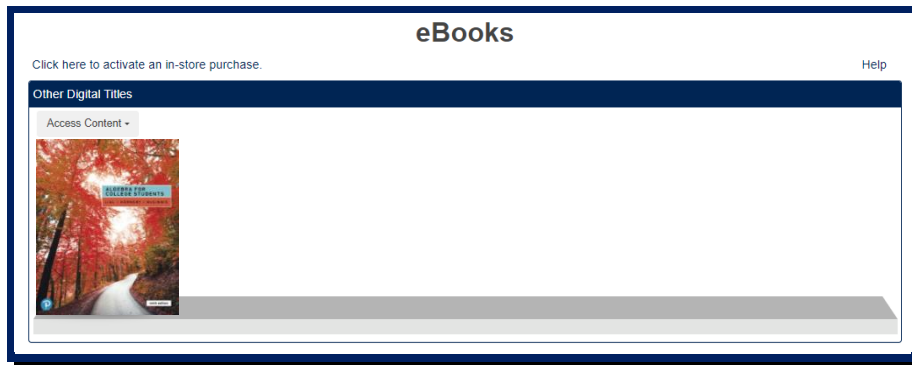 eBooks
Click here to activate an in-store purchase.
Help
Other Digital Titles
Access Content
ALGEBRA FOR
COLLEGE STUDENTS